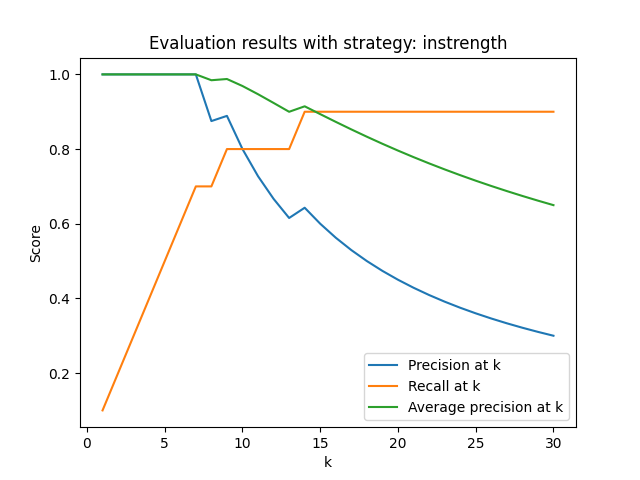 Evaluation results with strategy: instrength
Score
1.0
0.8
0.6
0.4
0.2
0
5
10
15
20
25
30
k
Precision at k
Recall at k
Average precision at k